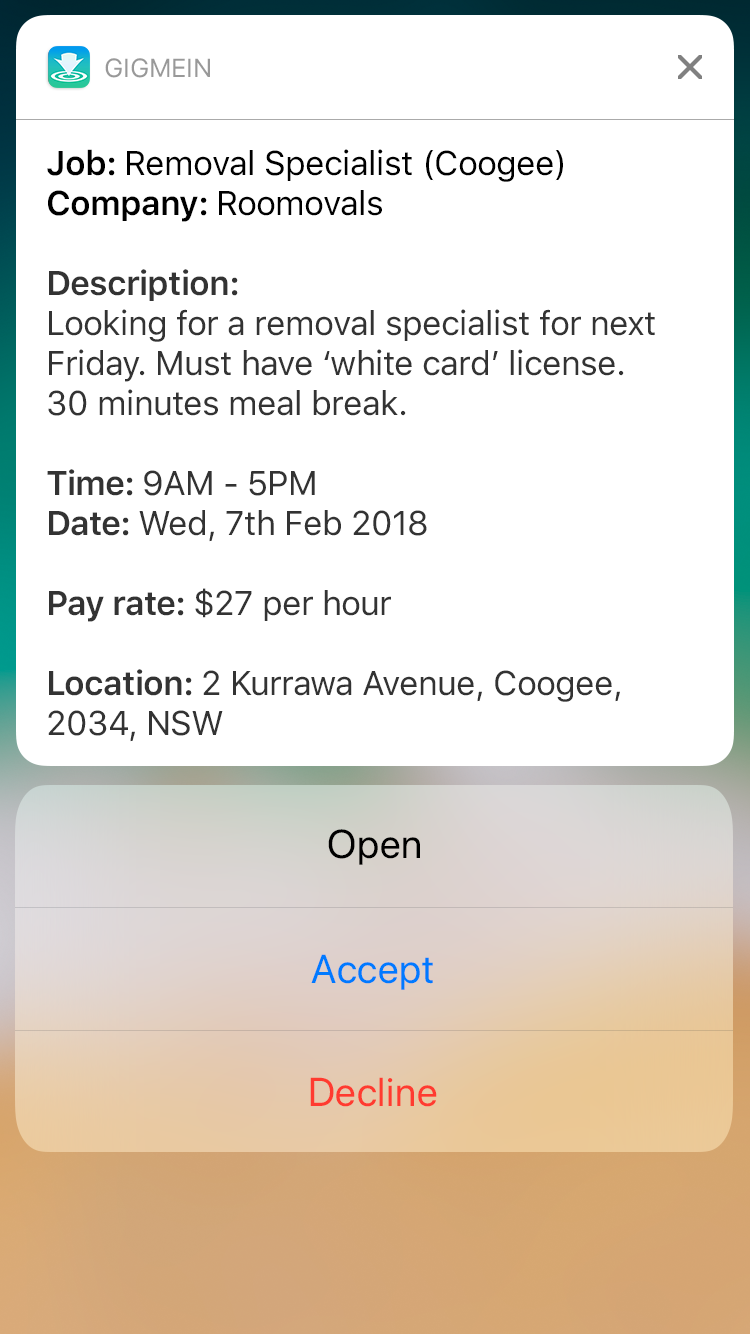 GIGMEIN
Job: Removal Specialist (Coogee)
Company: Roomovals
Description:
Looking for a removal specialist for next
Friday. Must have ‘white card’ license.
30 minutes meal break.
Time: 9AM - 5PM
Date: Wed, 7th Feb 2018
Pay rate: $27 per hour
Location: 2 Kurrawa Avenue, Coogee,
2034, NSW
Open
Accept
Decline